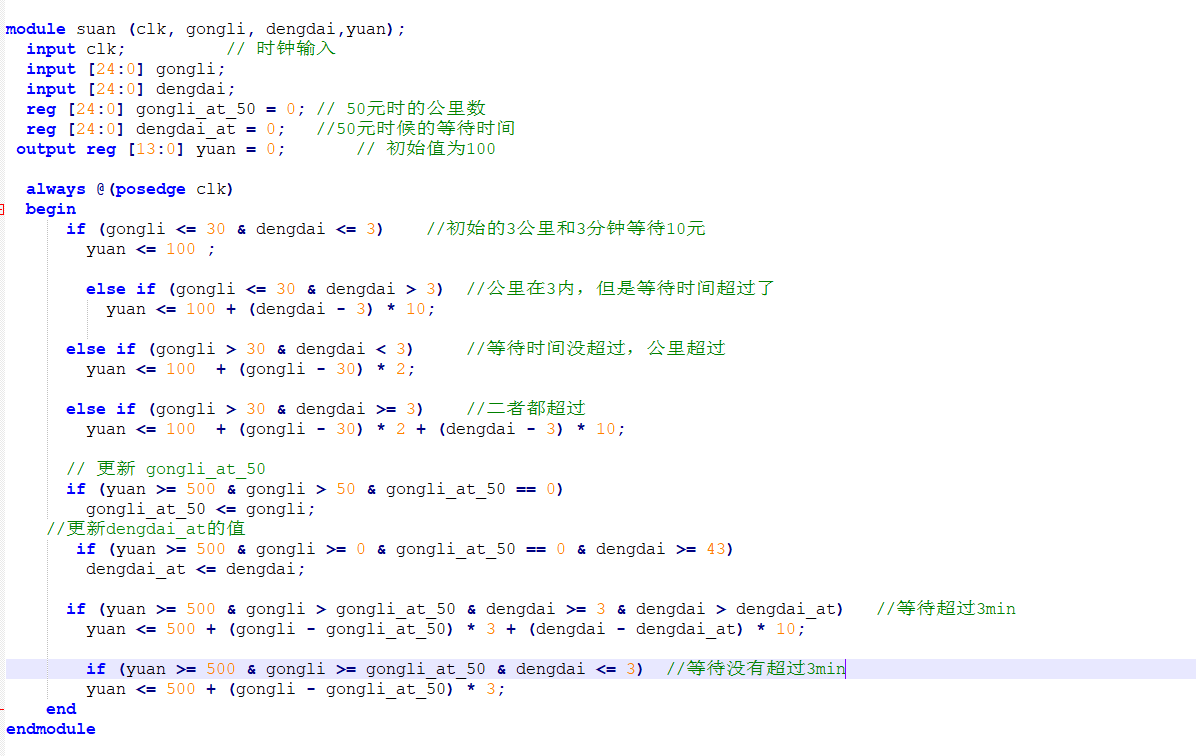 module suan (clk, gongli, dengdai,yuan);
input clk; // 时钟输入
input [24:0] gongli;
input [24:0] dengdai;
reg [24:0] gongli_at_50 = 0; // 50元时的公里数
reg [24:0] dengdai_at = 0; //50元时候的等待时间
output reg [13:0] yuan = 0; // 初始值为100
always @(posedge clk)
begin
if (gongli <= 30 & dengdai <= 3) //初始的3公里和3分钟等待10元
yuan <= 100 ;
else if (gongli <= 30 & dengdai > 3) //公里在3内，但是等待时间超过了
yuan <= 100 + (dengdai - 3) * 10;
else if (gongli > 30 & dengdai < 3) //等待时间没超过，公里超过
yuan <= 100 + (gongli - 30) * 2;
else if (gongli > 30 & dengdai >= 3) //二者都超过
yuan <= 100 + (gongli - 30) * 2 + (dengdai - 3) * 10;
// 更新 gongli_at_50
if (yuan >= 500 & gongli > 50 & gongli_at_50 == 0)
gongli_at_50 <= gongli;
//更新dengdai_at的值
if (yuan >= 500 & gongli >= 0 & gongli_at_50 == 0 & dengdai >= 43)
dengdai_at <= dengdai;
if (yuan >= 500 & gongli > gongli_at_50 & dengdai >= 3 & dengdai > dengdai_at) //等待超过3min
yuan <= 500 + (gongli - gongli_at_50) * 3 + (dengdai - dengdai_at) * 10;
if (yuan >= 500 & gongli >= gongli_at_50 & dengdai <= 3) //等待没有超过3min
yuan <= 500 + (gongli - gongli_at_50) * 3;
end
endmodule